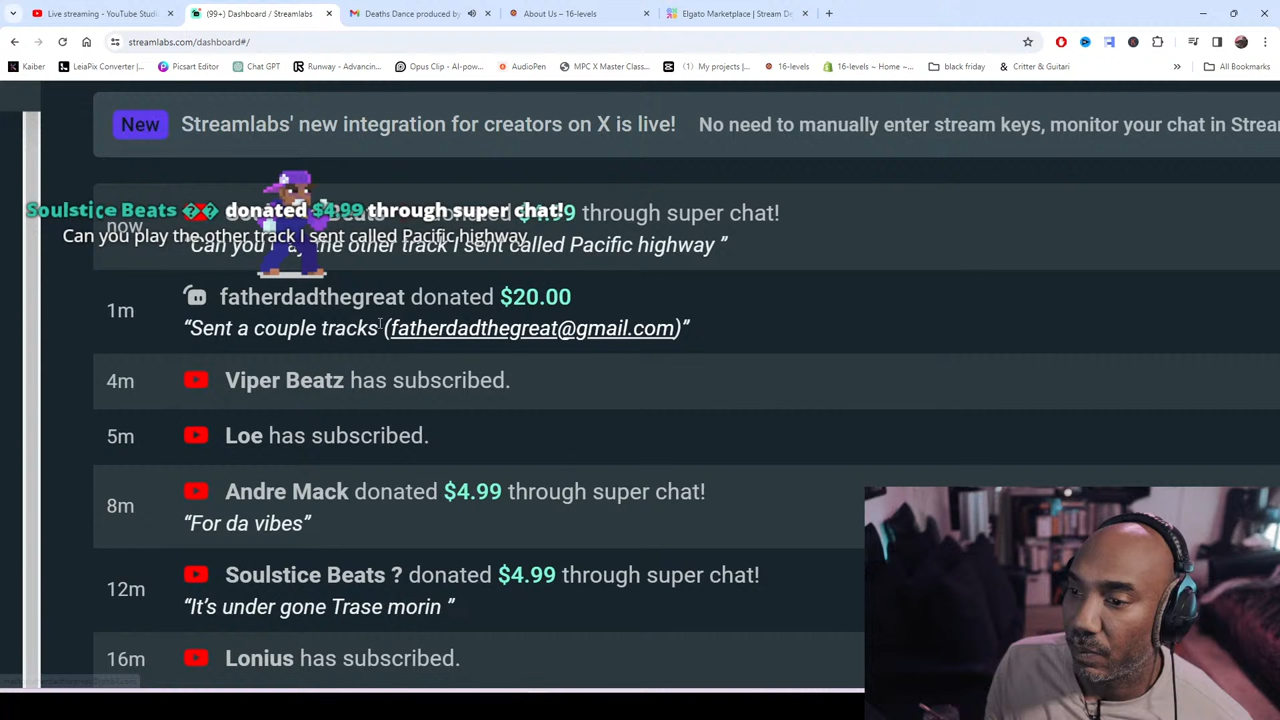 Live streaming - YouTube Studi
(99+) Dashboard / Streamlabs
Deaths Dance produced by
About Us – 16-levels
Elgato Marketplace | Stream De
streamlabs.com/dashboard#/
Kaiber
LeiaPix Converter |...
Picsart Editor
Chat GPT
Runway - Advancin...
Opus Clip - AI-pow...
AudioPen
MPC X Master Class...
(1) My projects |...
16-levels
16-levels ~ Home ~...
black friday
Critter & Guitari
All Bookmarks
New
Streamlabs' new integration for creators on X is live!
No need to manually enter stream keys, monitor your chat in Strea
Soulstice Beats donated $4.99 through super chat!
Can you play the other track I sent called Pacific highway
now
donated $4.99 through super chat!
“Can you play the other track I sent called Pacific highway ”
1m
fatherdadthegreat donated $20.00
“Sent a couple tracks (fatherdadthegreat@gmail.com)”
4m
Viper Beatz has subscribed.
5m
Loe has subscribed.
8m
Andre Mack donated $4.99 through super chat!
“For da vibes”
12m
Soulstice Beats ? donated $4.99 through super chat!
“It’s under gone Trase morin ”
16m
Lonius has subscribed.